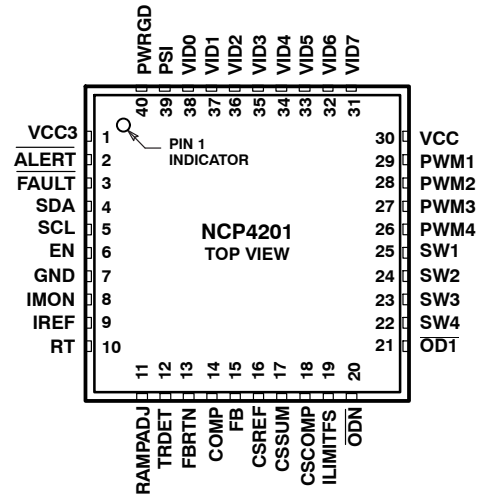 PWRGD
PSI
VID0
VID1
VID2
VID3
VID4
VID5
VID6
VID7
40
39
38
37
36
35
34
33
32
31
VCC3 1
ALERT 2
FAULT 3
SDA 4
SCL 5
EN 6
GND 7
IMON 8
IREF 9
RT 10
PIN 1
INDICATOR
NCP4201
TOP VIEW
30 VCC
29 PWM1
28 PWM2
27 PWM3
26 PWM4
25 SW1
24 SW2
23 SW3
22 SW4
21 OD1
11
12
13
14
15
16
17
18
19
20
RAMPADJ
TRDET
FBRTN
COMP
FB
CSREF
CSSUM
CSCOMP
ILIMITFS
ODN